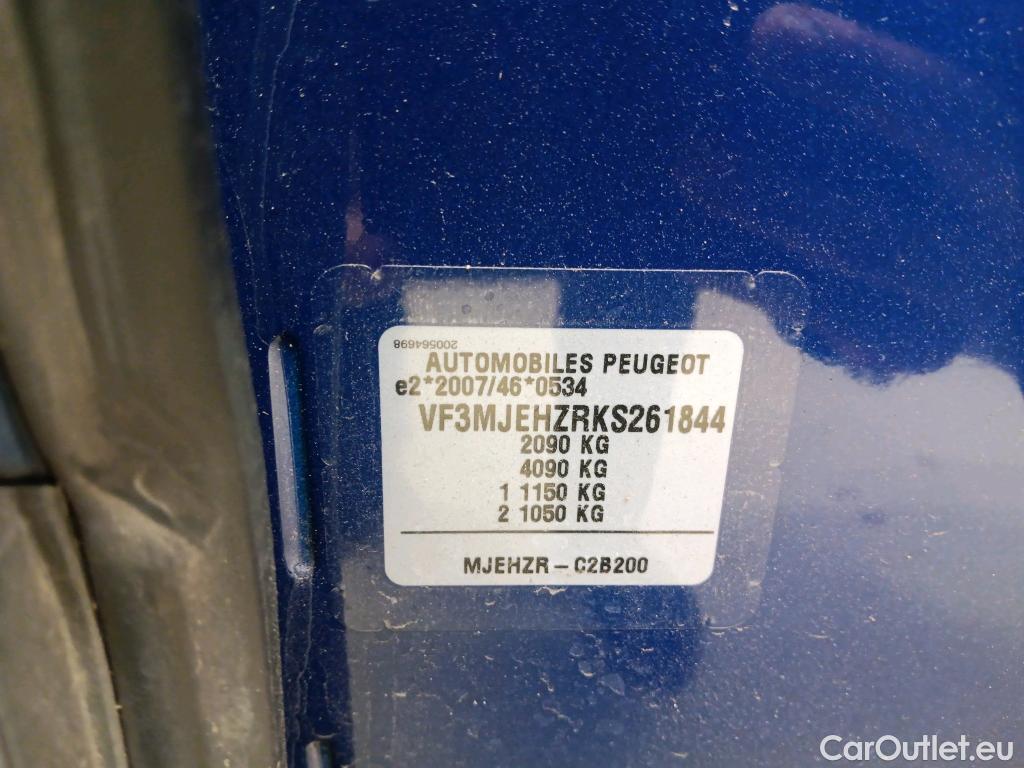 200564698
AUTOMOBILES PEUGEOT
e2*2007/46*0534
VF3MJEHZRKS261844
2090 KG
4090 KG
1 1150 KG
2 1050 KG
MJEHZR – C2B200
CarOutlet.eu